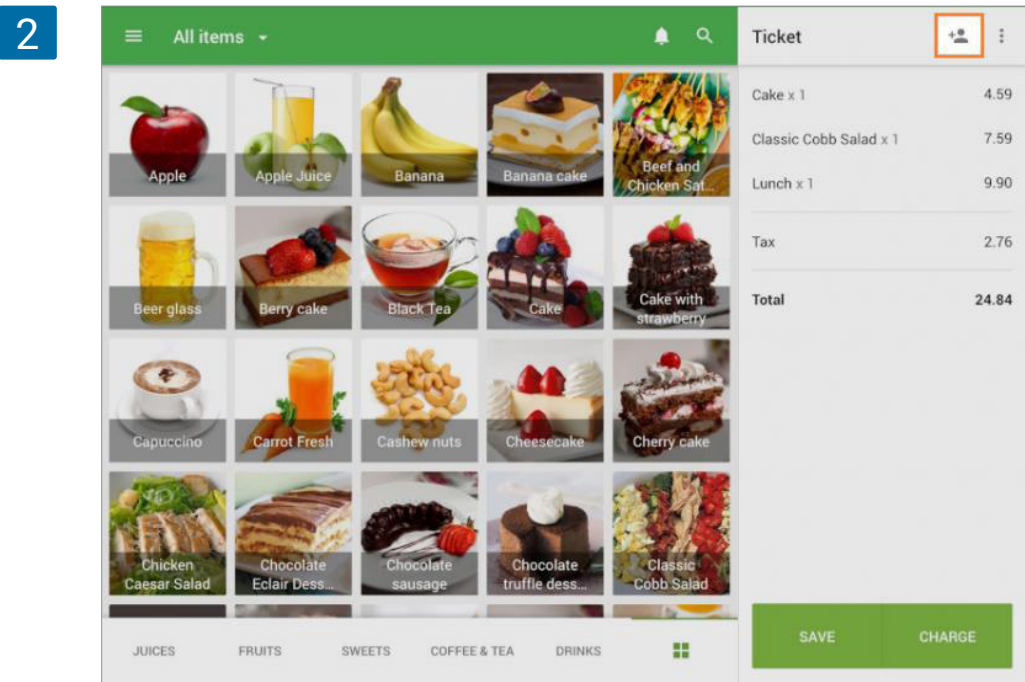 2
All items
Ticket
Cake x 1 4.59
Classic Cobb Salad x 1 7.59
Lunch x 1 9.90
Tax 2.76
Total 24.84
Apple
Apple Juice
Banana
Banana cake
Beef and
Chicken Sat...
Beer glass
Berry cake
Black Tea
Cake
Cake with
strawberry
Capuccino
Carrot Fresh
Cashew nuts
Cheesecake
Cherry cake
Chicken
Caesar Salad
Chocolate
Eclair Dess...
Chocolate
sausage
Chocolate
truffle dess...
Classic
Cobb Salad
JUICES
FRUITS
SWEETS
COFFEE & TEA
DRINKS
SAVE
CHARGE